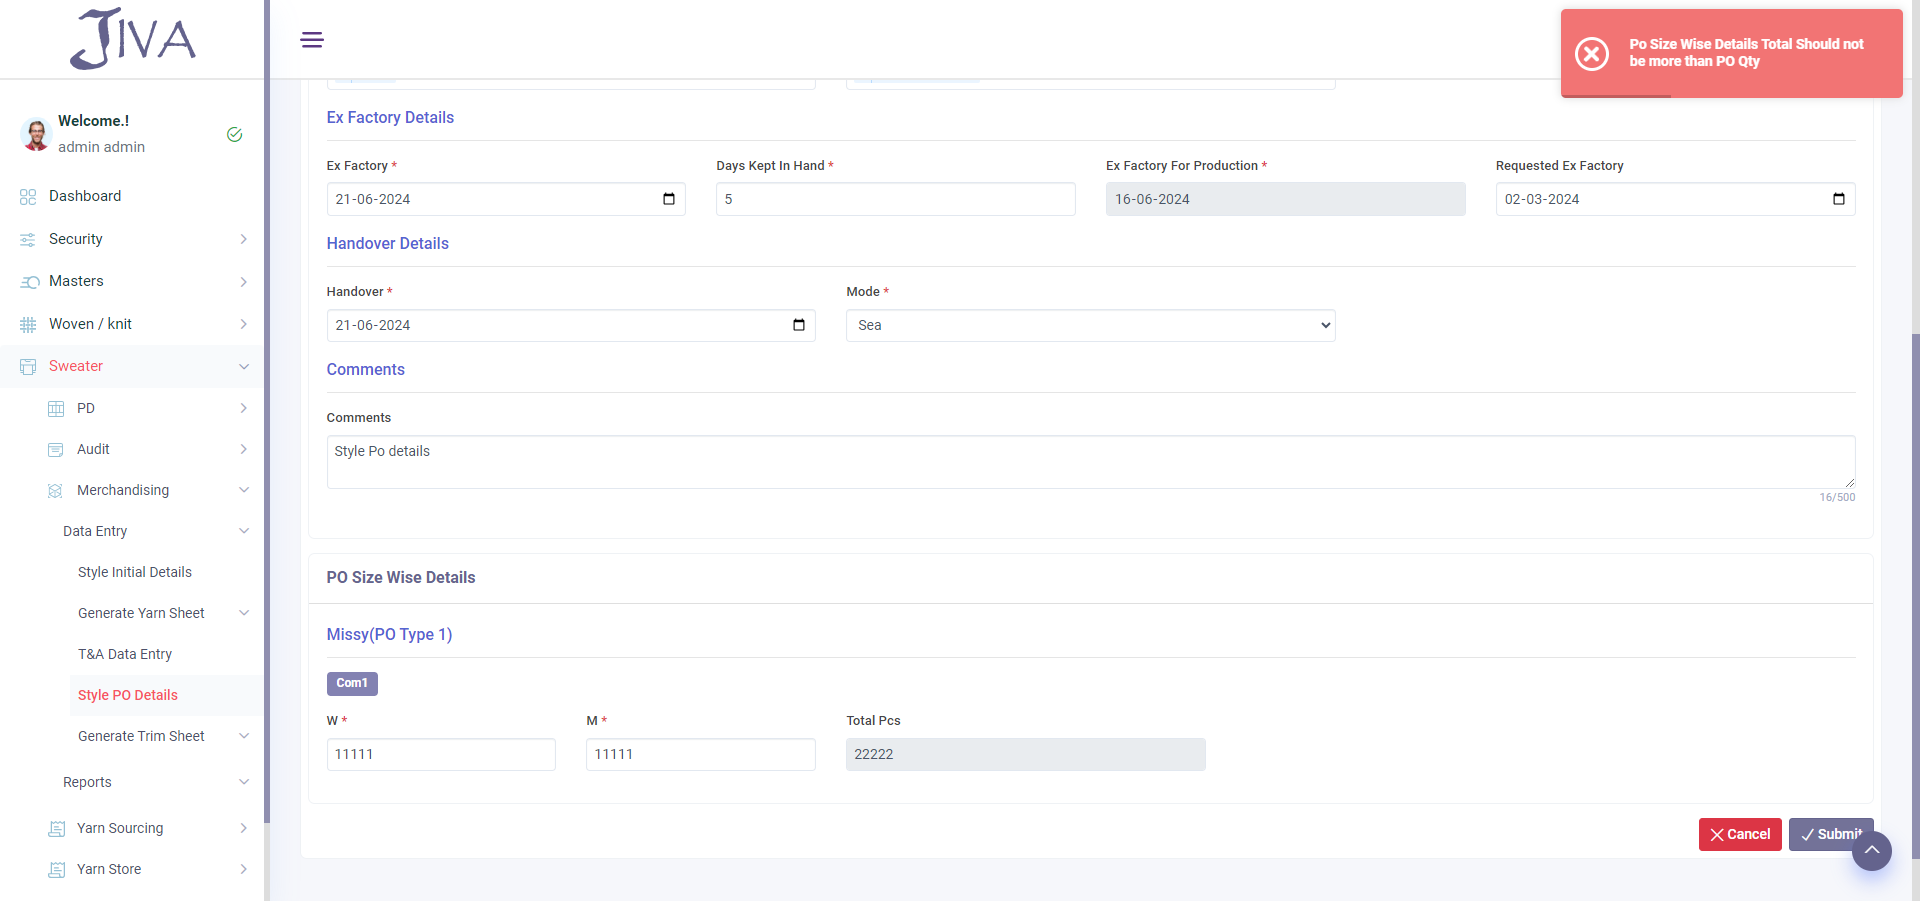 JIVA
Po Size Wise Details Total Should not
be more than PO Qty
Welcome.!
admin admin
Dashboard
Security
Masters
Woven / knit
Sweater
PD
Audit
Merchandising
Data Entry
Style Initial Details
Generate Yarn Sheet
T&A Data Entry
Style PO Details
Generate Trim Sheet
Reports
Yarn Sourcing
Yarn Store
Ex Factory Details
Ex Factory * Days Kept In Hand * Ex Factory For Production * Requested Ex Factory
21-06-2024 5 16-06-2024 02-03-2024
Handover Details
Handover * Mode *
21-06-2024 Sea
Comments
Comments
Style Po details
16/500
PO Size Wise Details
Missy(PO Type 1)
Com1
W * M * Total Pcs
11111 11111 22222
Cancel Submit